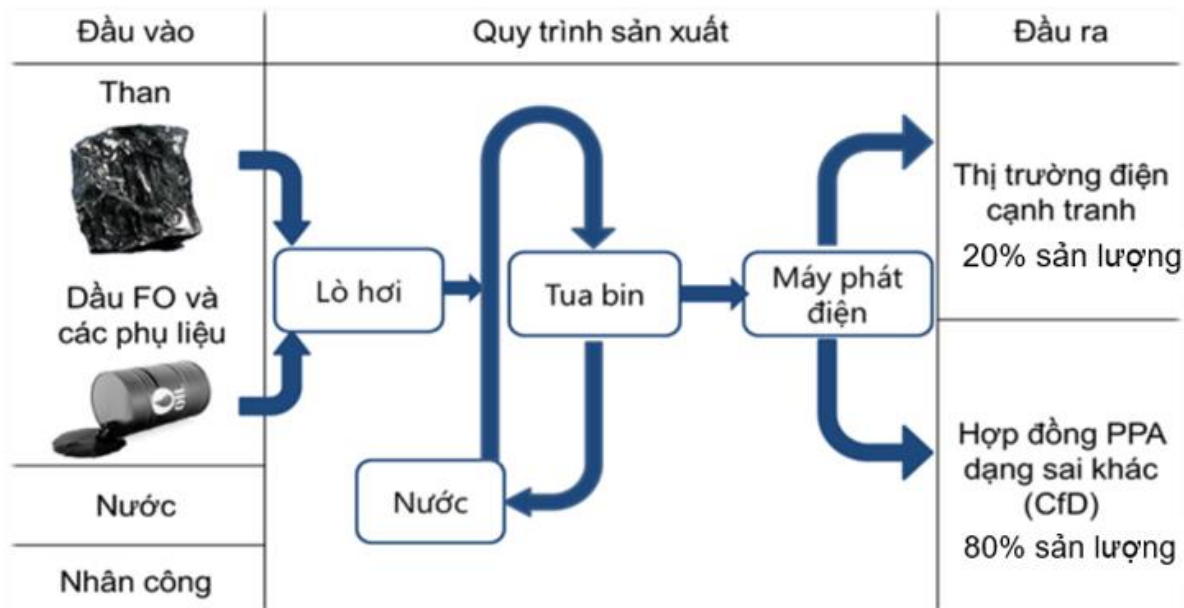 Đầu vào
Quy trình sản xuất
Đầu ra
Than
Dầu FO và
các phụ liệu
OIL
Nước
Nhân công
Lò hơi
Tua bin
Máy phát
điện
Nước
Thị trường điện
cạnh tranh
20% sản lượng
Hợp đồng PPA
dạng sai khác
(CfD)
80% sản lượng